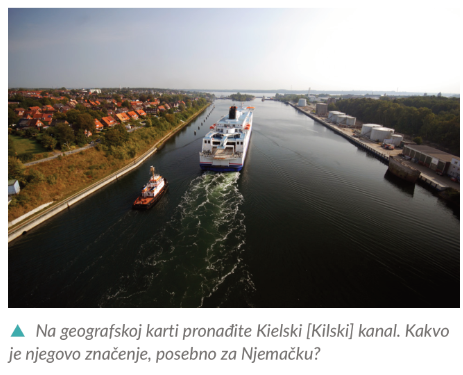 ▲ Na geografskoj karti pronađite Kielski [Kilski] kanal. Kakvo
je njegovo značenje, posebno za Njemačku?